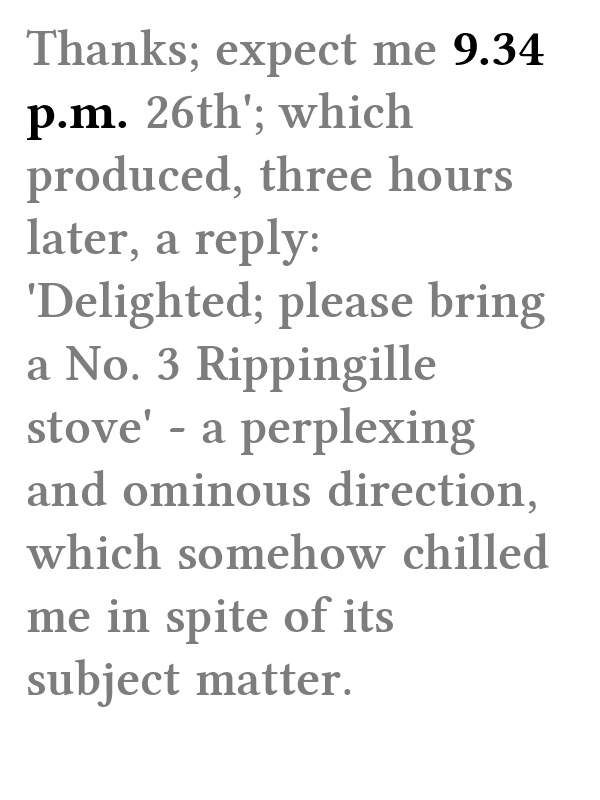 Thanks; expect me 9.34
p.m. 26th'; which
produced, three hours
later, a reply:
'Delighted; please bring
a No. 3 Rippingille
stove' - a perplexing
and ominous direction,
which somehow chilled
me in spite of its
subject matter.